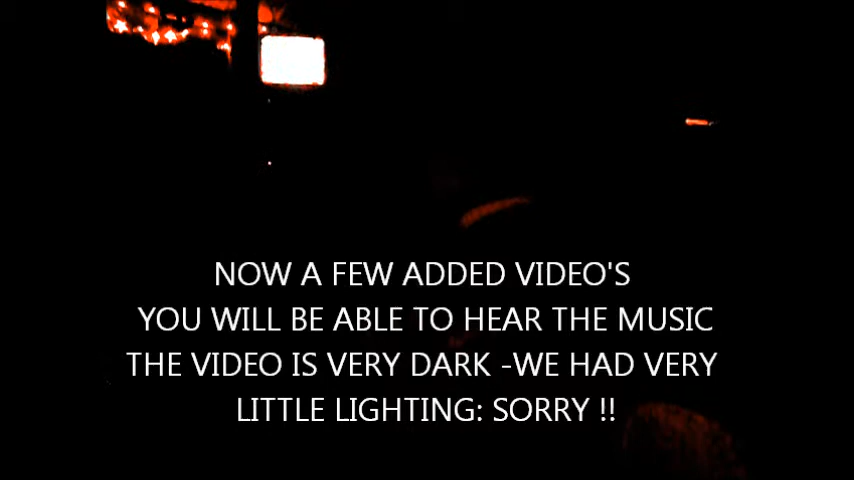 NOW A FEW ADDED VIDEO'S
YOU WILL BE ABLE TO HEAR THE MUSIC
THE VIDEO IS VERY DARK -WE HAD VERY
LITTLE LIGHTING: SORRY !!